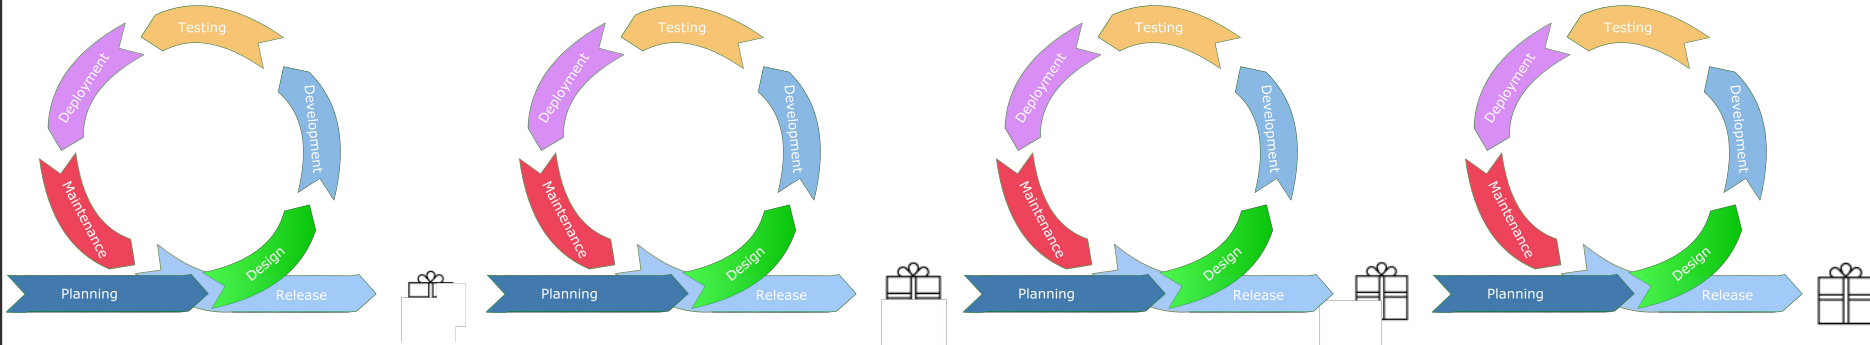 Testing
Deployment
Development
Maintenance
Design
Planning
Release
Testing
Deployment
Development
Maintenance
Design
Planning
Release
Testing
Deployment
Development
Maintenance
Design
Planning
Release
Testing
Deployment
Development
Maintenance
Design
Planning
Release